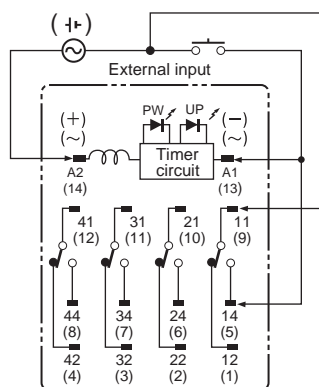 External input
PW UP
(+) (−)
(~) (~)
Timer
circuit
A2 A1
(14) (13)
41 31 21 11
(12) (11) (10) (9)
44 34 24 14
(8) (7) (6) (5)
42 32 22 12
(4) (3) (2) (1)